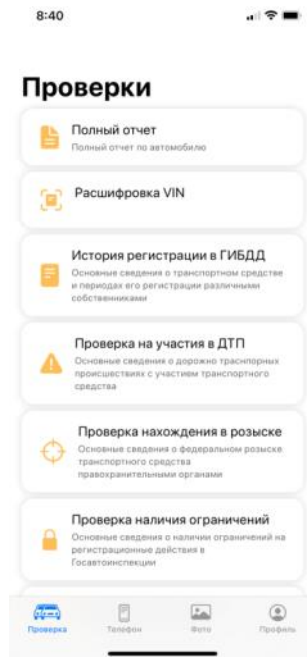 8:40
Проверки
Полный отчет
Полный отчет по автомобилю
Расшифровка VIN
История регистрации в ГИБДД
Основные сведения о транспортном средстве
и периодах его регистрации различными
собственниками
Проверка на участия в ДТП
Основные сведения о дорожно траснпорных
происшествиях с участием транспортного
средства
Проверка нахождения в розыске
Основные сведения о федеральном розыске
транспортного средства
правохранительными органами
Проверка наличия ограничений
Основные сведения о наличии ограничений на
регистрационные действия в
Госавтоинспекции
Проверка Телефон Фото Профиль